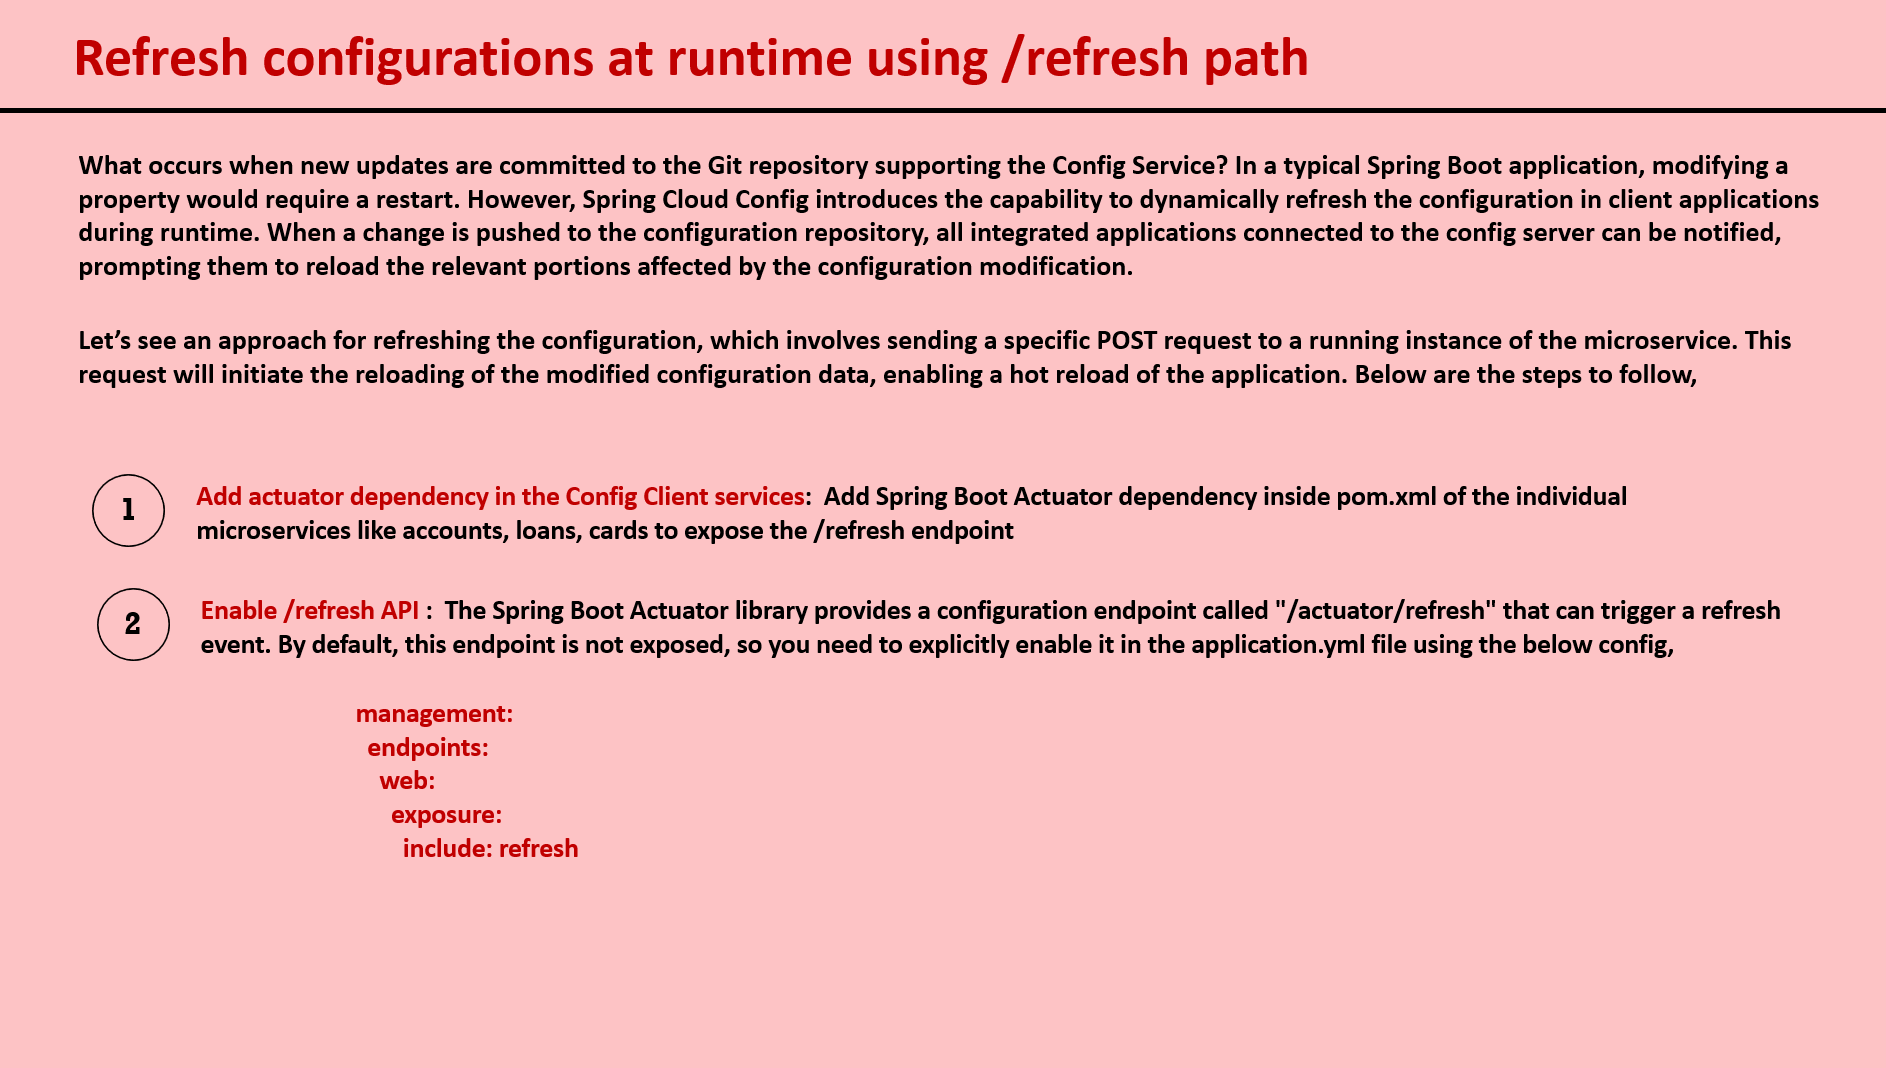 Refresh configurations at runtime using /refresh path
What occurs when new updates are committed to the Git repository supporting the Config Service? In a typical Spring Boot application, modifying a
property would require a restart. However, Spring Cloud Config introduces the capability to dynamically refresh the configuration in client applications
during runtime. When a change is pushed to the configuration repository, all integrated applications connected to the config server can be notified,
prompting them to reload the relevant portions affected by the configuration modification.
Let’s see an approach for refreshing the configuration, which involves sending a specific POST request to a running instance of the microservice. This
request will initiate the reloading of the modified configuration data, enabling a hot reload of the application. Below are the steps to follow,
1
Add actuator dependency in the Config Client services: Add Spring Boot Actuator dependency inside pom.xml of the individual
microservices like accounts, loans, cards to expose the /refresh endpoint
2
Enable /refresh API : The Spring Boot Actuator library provides a configuration endpoint called "/actuator/refresh" that can trigger a refresh
event. By default, this endpoint is not exposed, so you need to explicitly enable it in the application.yml file using the below config,
management:
endpoints:
web:
exposure:
include: refresh